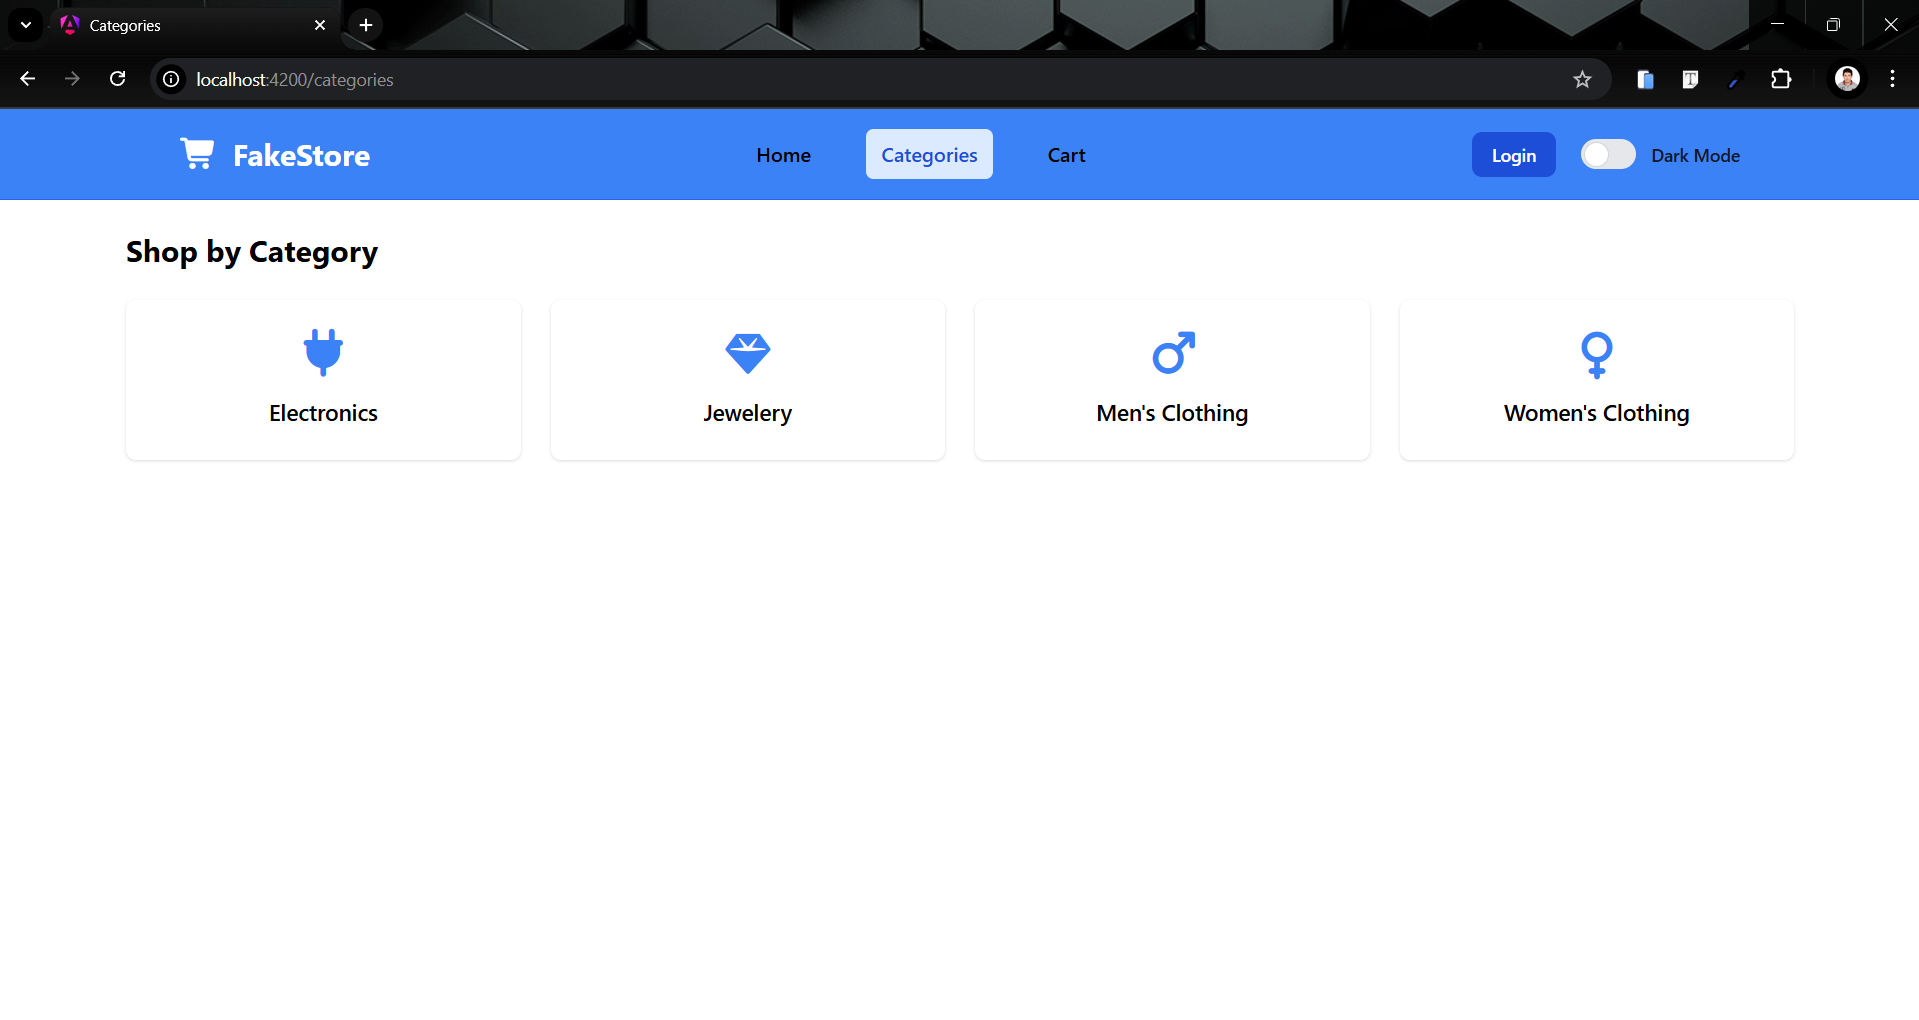 Categories
localhost:4200/categories
FakeStore
Home
Categories
Cart
Login
Dark Mode
Shop by Category
Electronics
Jewelery
Men's Clothing
Women's Clothing